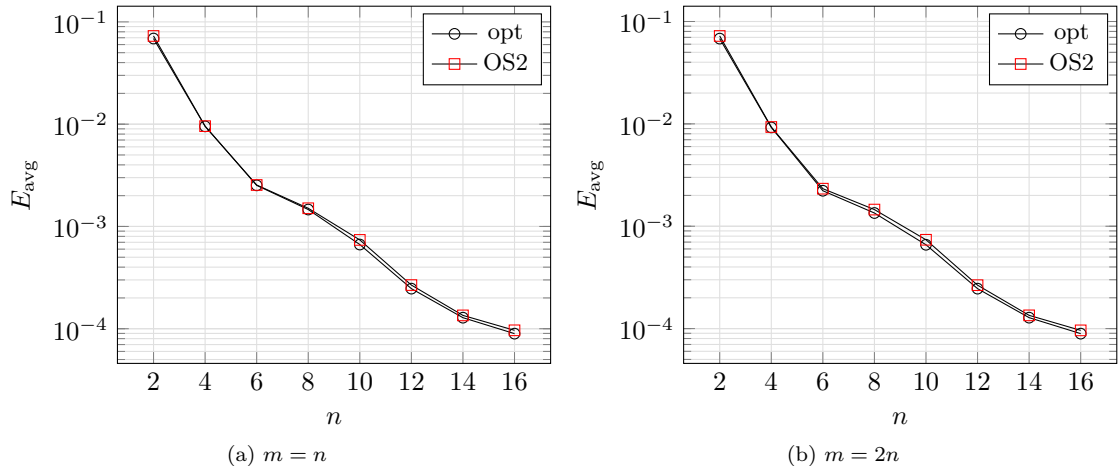 10⁻¹
10⁻²
10⁻³
10⁻⁴
E_avg
2 4 6 8 10 12 14 16
n
opt
OS2
(a) m = n
10⁻¹
10⁻²
10⁻³
10⁻⁴
E_avg
2 4 6 8 10 12 14 16
n
opt
OS2
(b) m = 2n